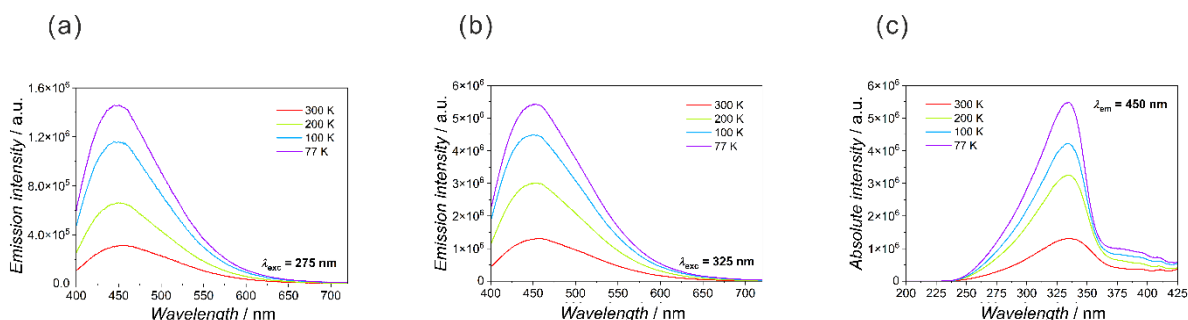 (a)
(b)
(c)
Emission intensity / a.u.
1.6×10⁶
1.2×10⁶
8.0×10⁵
4.0×10⁵
0.0
300 K
200 K
100 K
77 K
λexc = 275 nm
400 450 500 550 600 650 700
Wavelength / nm
Emission intensity / a.u.
6×10⁶
5×10⁶
4×10⁶
3×10⁶
2×10⁶
1×10⁶
0
300 K
200 K
100 K
77 K
λexc = 325 nm
400 450 500 550 600 650 700
Wavelength / nm
Absolute intensity / a.u.
6×10⁶
5×10⁶
4×10⁶
3×10⁶
2×10⁶
1×10⁶
0
λem = 450 nm
300 K
200 K
100 K
77 K
200 225 250 275 300 325 350 375 400 425
Wavelength / nm